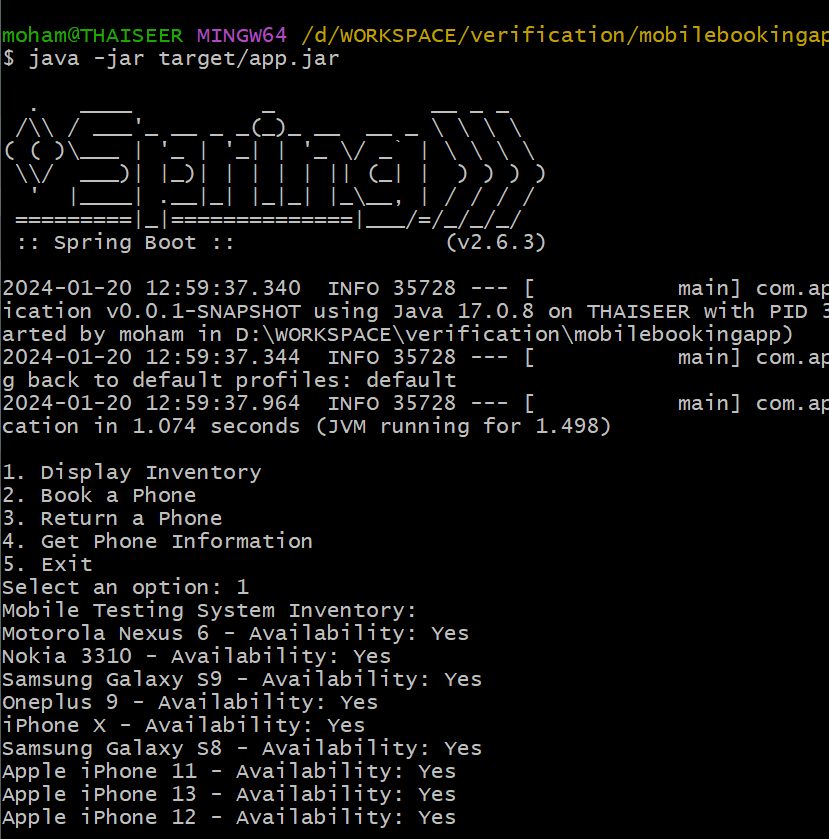 moham@THAISEER MINGW64 /d/WORKSPACE/verification/mobilebookingap
$ java -jar target/app.jar
  .   ____          _            __ _ _
 /\\ / ___'_ __ _ _(_)_ __  __ _ \ \ \ \
( ( )\___ | '_ | '_| | '_ \/ _` | \ \ \ \
 \\/  ___)| |_)| | | | | || (_| |  ) ) ) )
  '  |____| .__|_| |_|_| |_\__, | / / / /
 =========|_|==============|___/=/_/_/_/
 :: Spring Boot ::                (v2.6.3)
2024-01-20 12:59:37.340  INFO 35728 --- [           main] com.ap
ication v0.0.1-SNAPSHOT using Java 17.0.8 on THAISEER with PID 3
arted by moham in D:\WORKSPACE\verification\mobilebookingapp)
2024-01-20 12:59:37.344  INFO 35728 --- [           main] com.ap
g back to default profiles: default
2024-01-20 12:59:37.964  INFO 35728 --- [           main] com.ap
cation in 1.074 seconds (JVM running for 1.498)
1. Display Inventory
2. Book a Phone
3. Return a Phone
4. Get Phone Information
5. Exit
Select an option: 1
Mobile Testing System Inventory:
Motorola Nexus 6 - Availability: Yes
Nokia 3310 - Availability: Yes
Samsung Galaxy S9 - Availability: Yes
Oneplus 9 - Availability: Yes
iPhone X - Availability: Yes
Samsung Galaxy S8 - Availability: Yes
Apple iPhone 11 - Availability: Yes
Apple iPhone 13 - Availability: Yes
Apple iPhone 12 - Availability: Yes